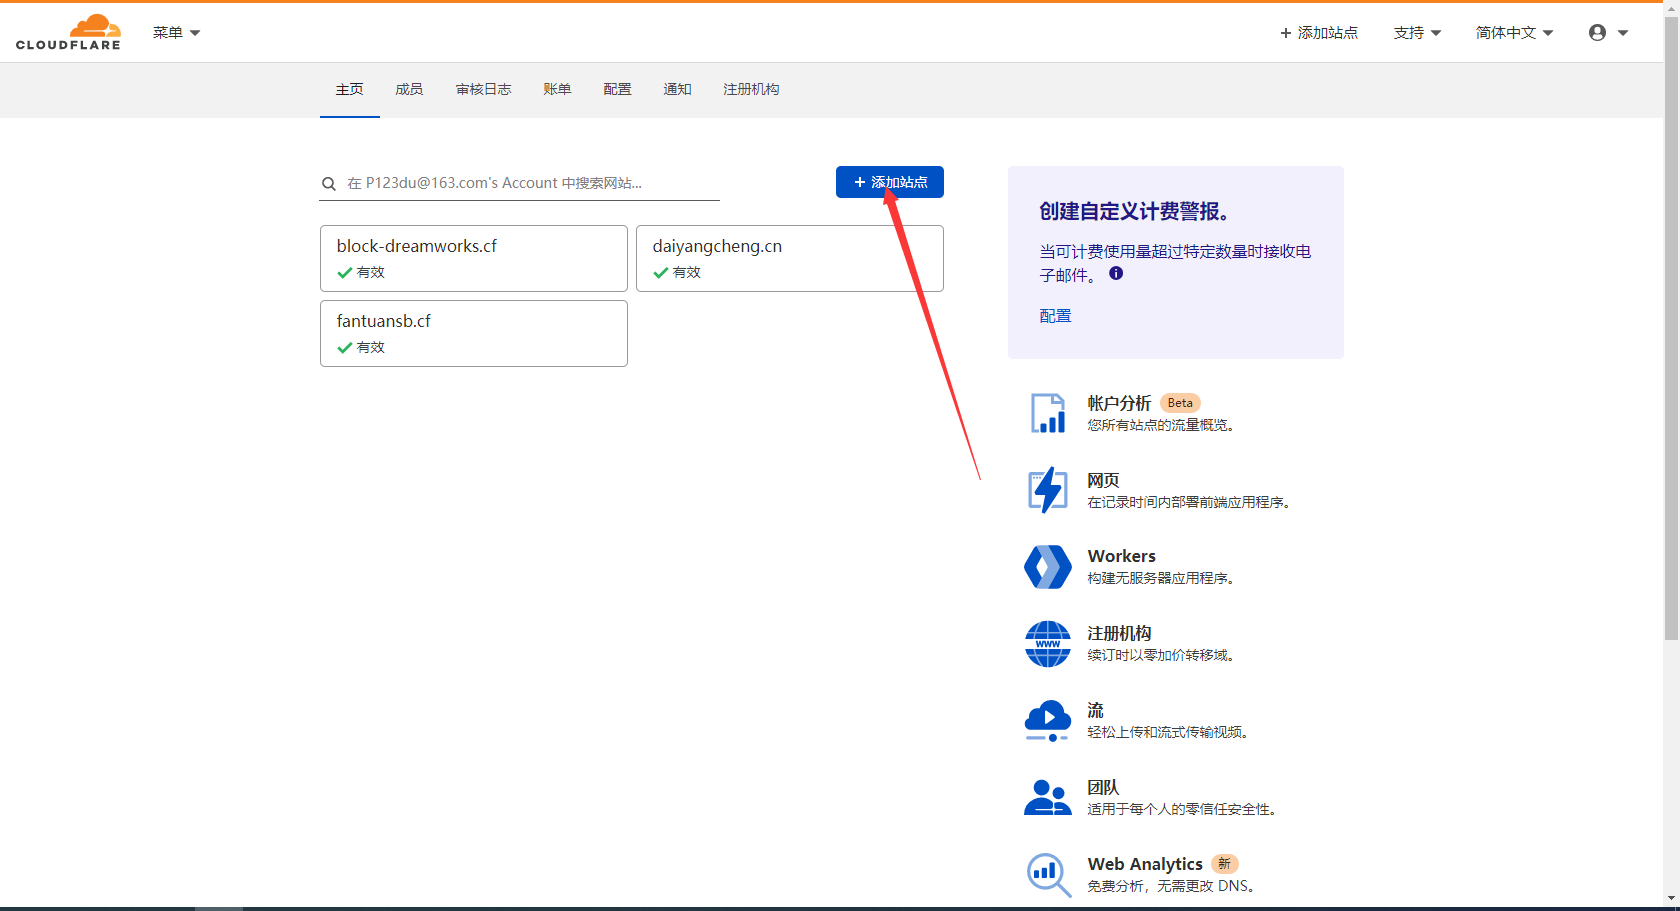 CLOUDFLARE
菜单
添加站点
支持
简体中文
主页
成员
审核日志
账单
配置
通知
注册机构
在 P123du@163.com's Account 中搜索网站...
添加站点
block-dreamworks.cf
有效
daiyangcheng.cn
有效
fantuansb.cf
有效
创建自定义计费警报。
当可计费使用量超过特定数量时接收电
子邮件。
配置
帐户分析 Beta
您所有站点的流量概览。
网页
在记录时间内部署前端应用程序。
Workers
构建无服务器应用程序。
WWW
注册机构
续订时以零加价转移域。
流
轻松上传和流式传输视频。
团队
适用于每个人的零信任安全性。
Web Analytics 新
免费分析，无需更改 DNS。